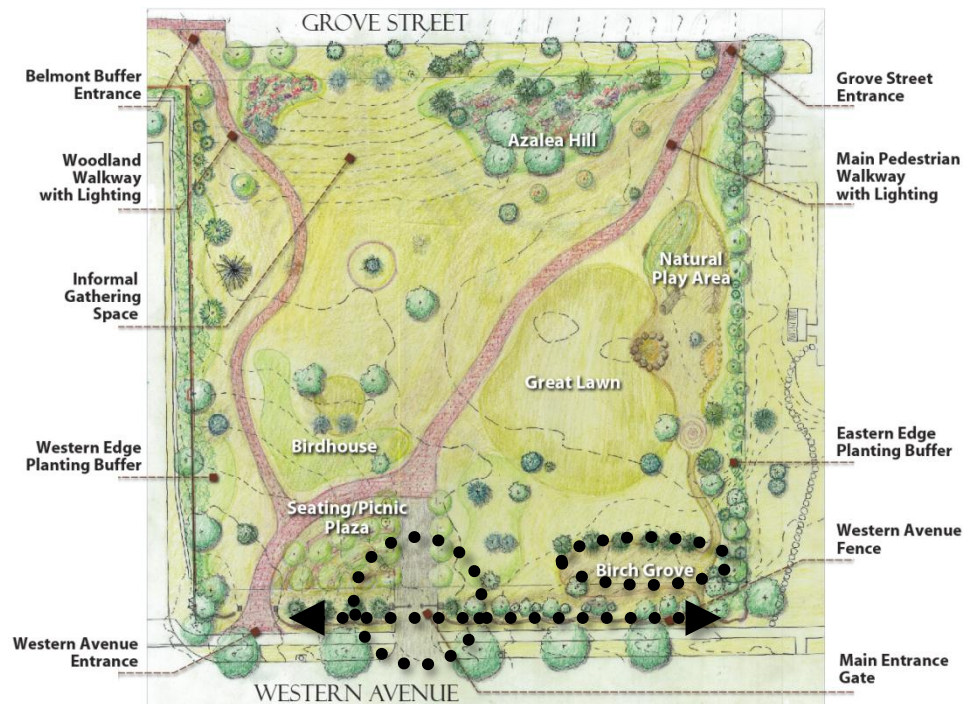 GROVE STREET
Belmont Buffer
Entrance
Woodland
Walkway
with Lighting
Informal
Gathering
Space
Western Edge
Planting Buffer
Western Avenue
Entrance
Azalea Hill
Natural
Play Area
Great Lawn
Birdhouse
Seating/Picnic
Plaza
Birch Grove
Grove Street
Entrance
Main Pedestrian
Walkway
with Lighting
Eastern Edge
Planting Buffer
Western Avenue
Fence
Main Entrance
Gate
WESTERN AVENUE